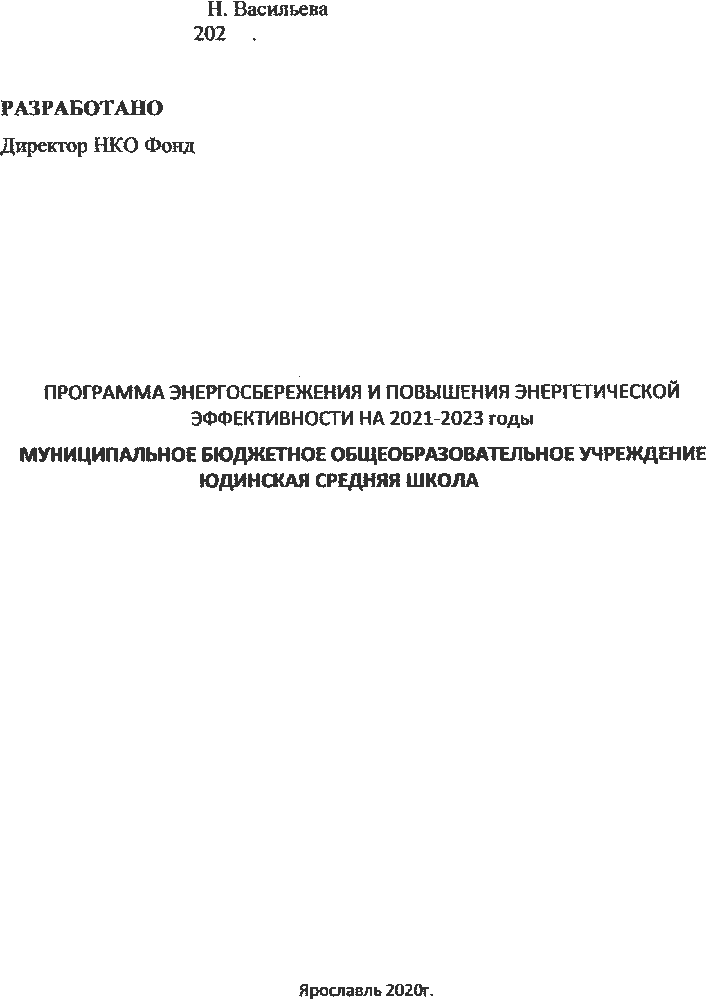 Н. Васильева
202 .
РАЗРАБОТАНО
Директор НКО Фонд
ПРОГРАММА ЭНЕРГОСБЕРЕЖЕНИЯ И ПОВЫШЕНИЯ ЭНЕРГЕТИЧЕСКОЙ
ЭФФЕКТИВНОСТИ НА 2021-2023 годы
МУНИЦИПАЛЬНОЕ БЮДЖЕТНОЕ ОБЩЕОБРАЗОВАТЕЛЬНОЕ УЧРЕЖДЕНИЕ
ЮДИНСКАЯ СРЕДНЯЯ ШКОЛА
Ярославль 2020г.